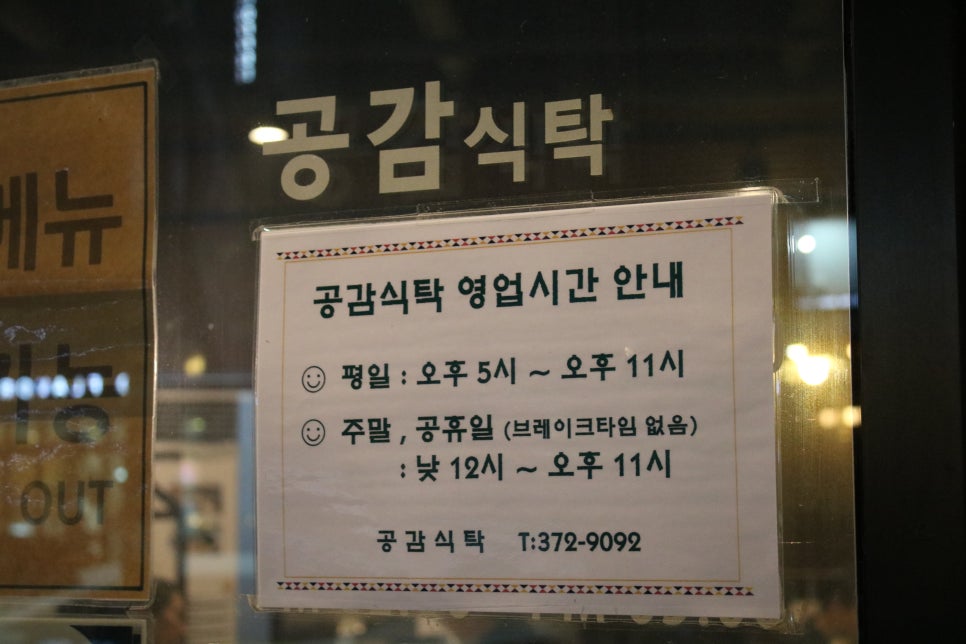 공감식탁
메뉴
OUT
공감식탁 영업시간 안내
평일 : 오후 5시 ~ 오후 11시
주말 , 공휴일 (브레이크타임 없음)
: 낮 12시 ~ 오후 11시
공감식탁 T:372-9092